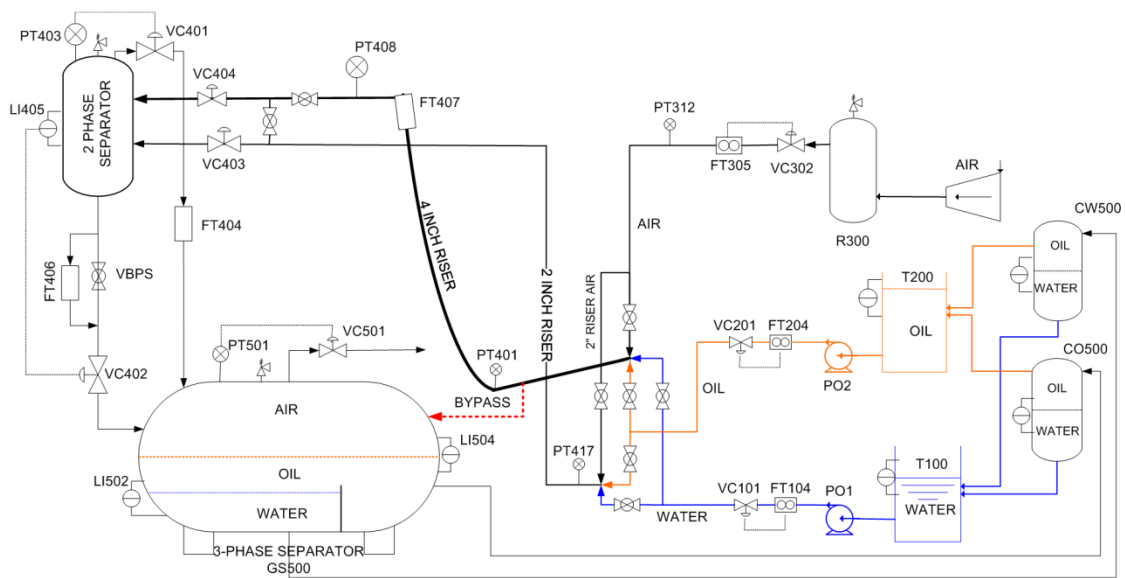 VC401
PT403
PT408
VC404
FT407
LI405
2 PHASE
SEPARATOR
PT312
AIR
VC403
FT305
VC302
CW500
4 INCH RISER
FT404
R300
OIL
AIR
WATER
T200
FT406
VBPS
2 INCH RISER
2" RISER AIR
OIL
CO500
VC201
FT204
VC501
PT501
PT401
OIL
VC402
PO2
OIL
WATER
BYPASS
AIR
LI504
PT417
T100
LI502
OIL
VC101
FT104
PO1
WATER
WATER
WATER
3-PHASE SEPARATOR
GS500